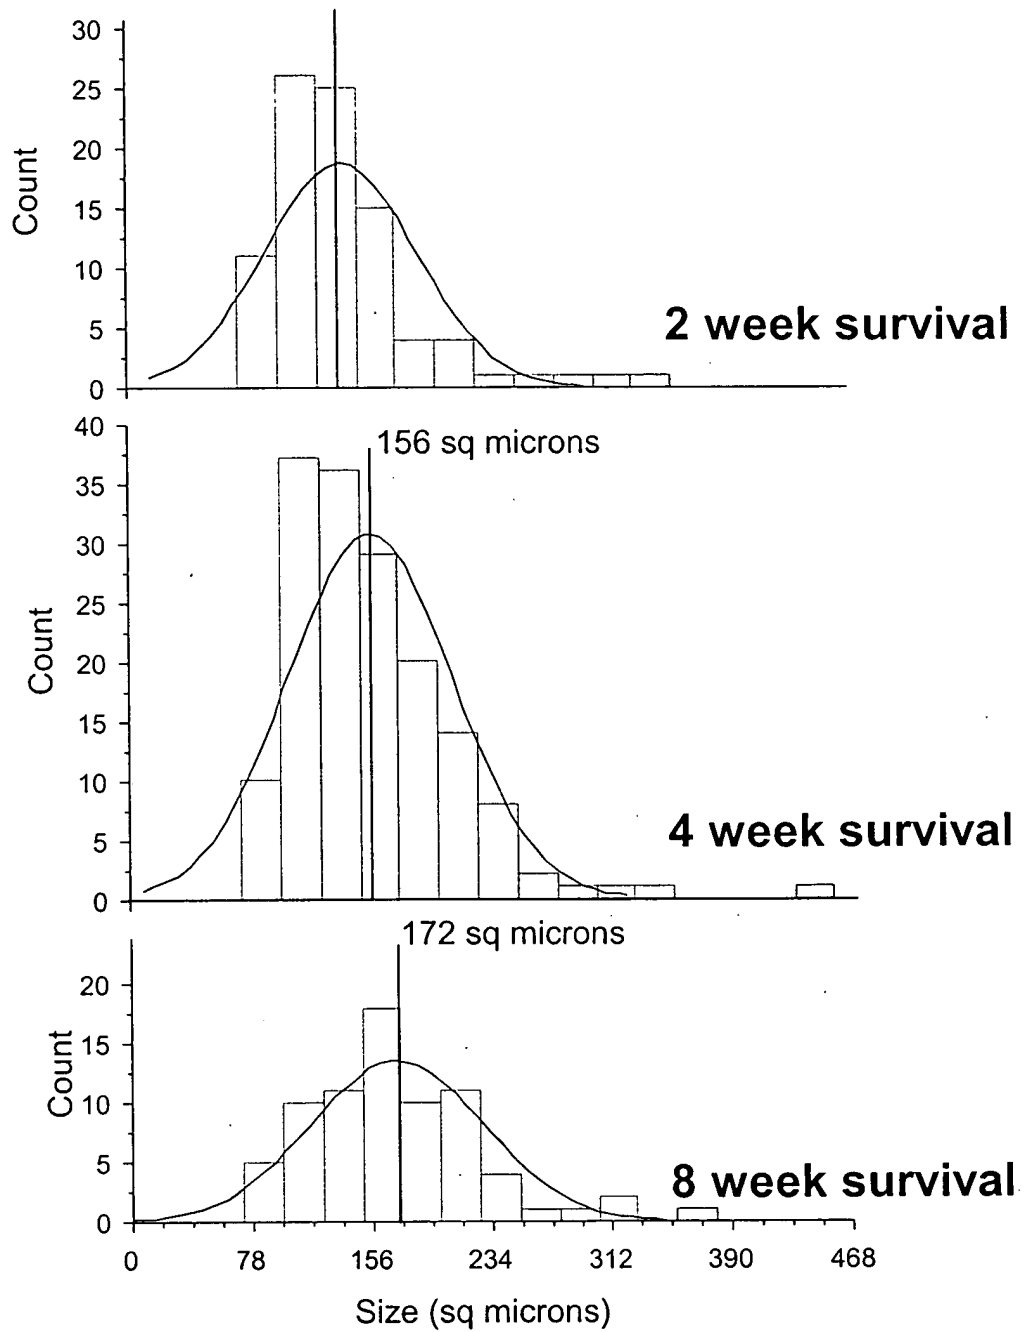 30
25
20
15
10
5
0
Count
2 week survival
40
35
30
25
20
15
10
5
0
Count
156 sq microns
4 week survival
172 sq microns
20
15
10
5
0
Count
8 week survival
0 78 156 234 312 390 468
Size (sq microns)